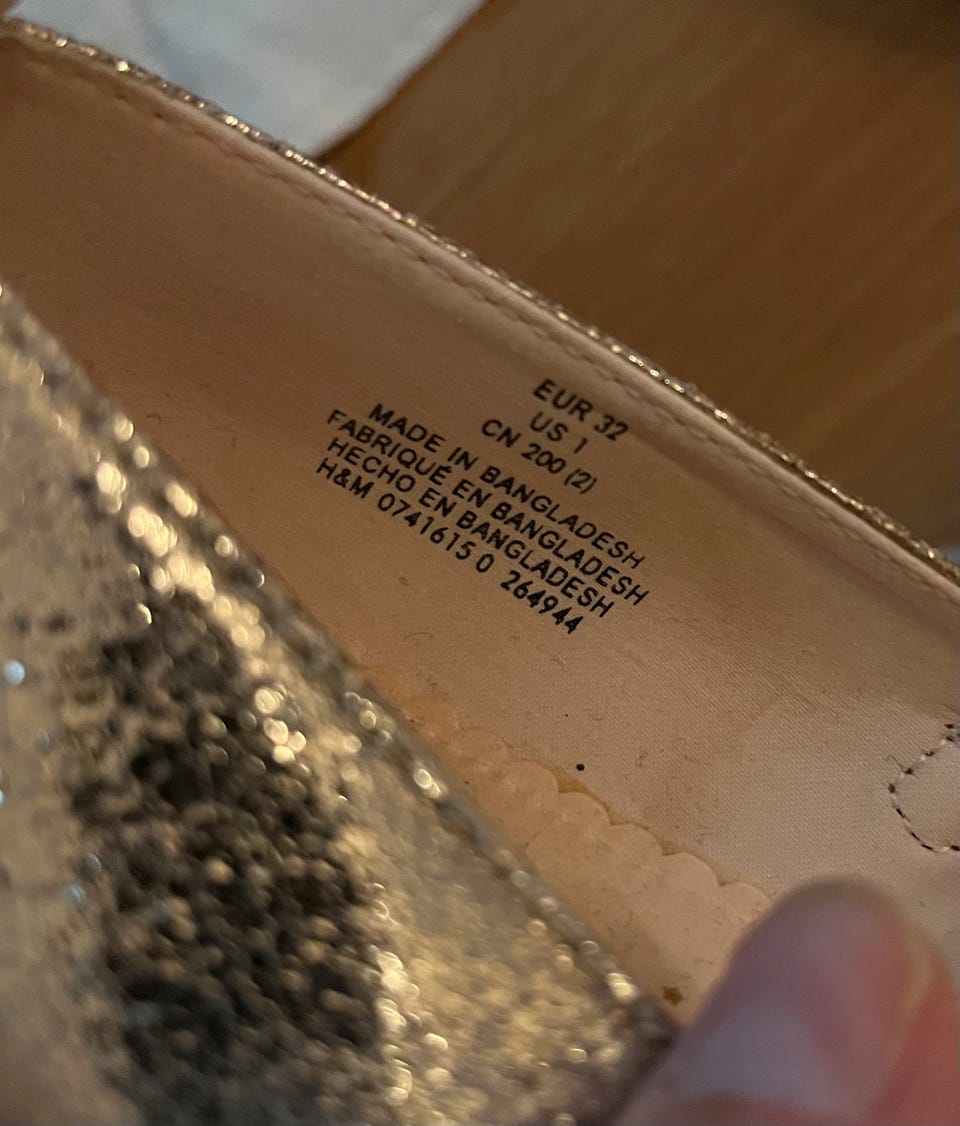 EUR 32
US 1
CN 200 (2)
MADE IN BANGLADESH
FABRIQUÉ EN BANGLADESH
HECHO EN BANGLADESH
H&M 0741615 0 264944